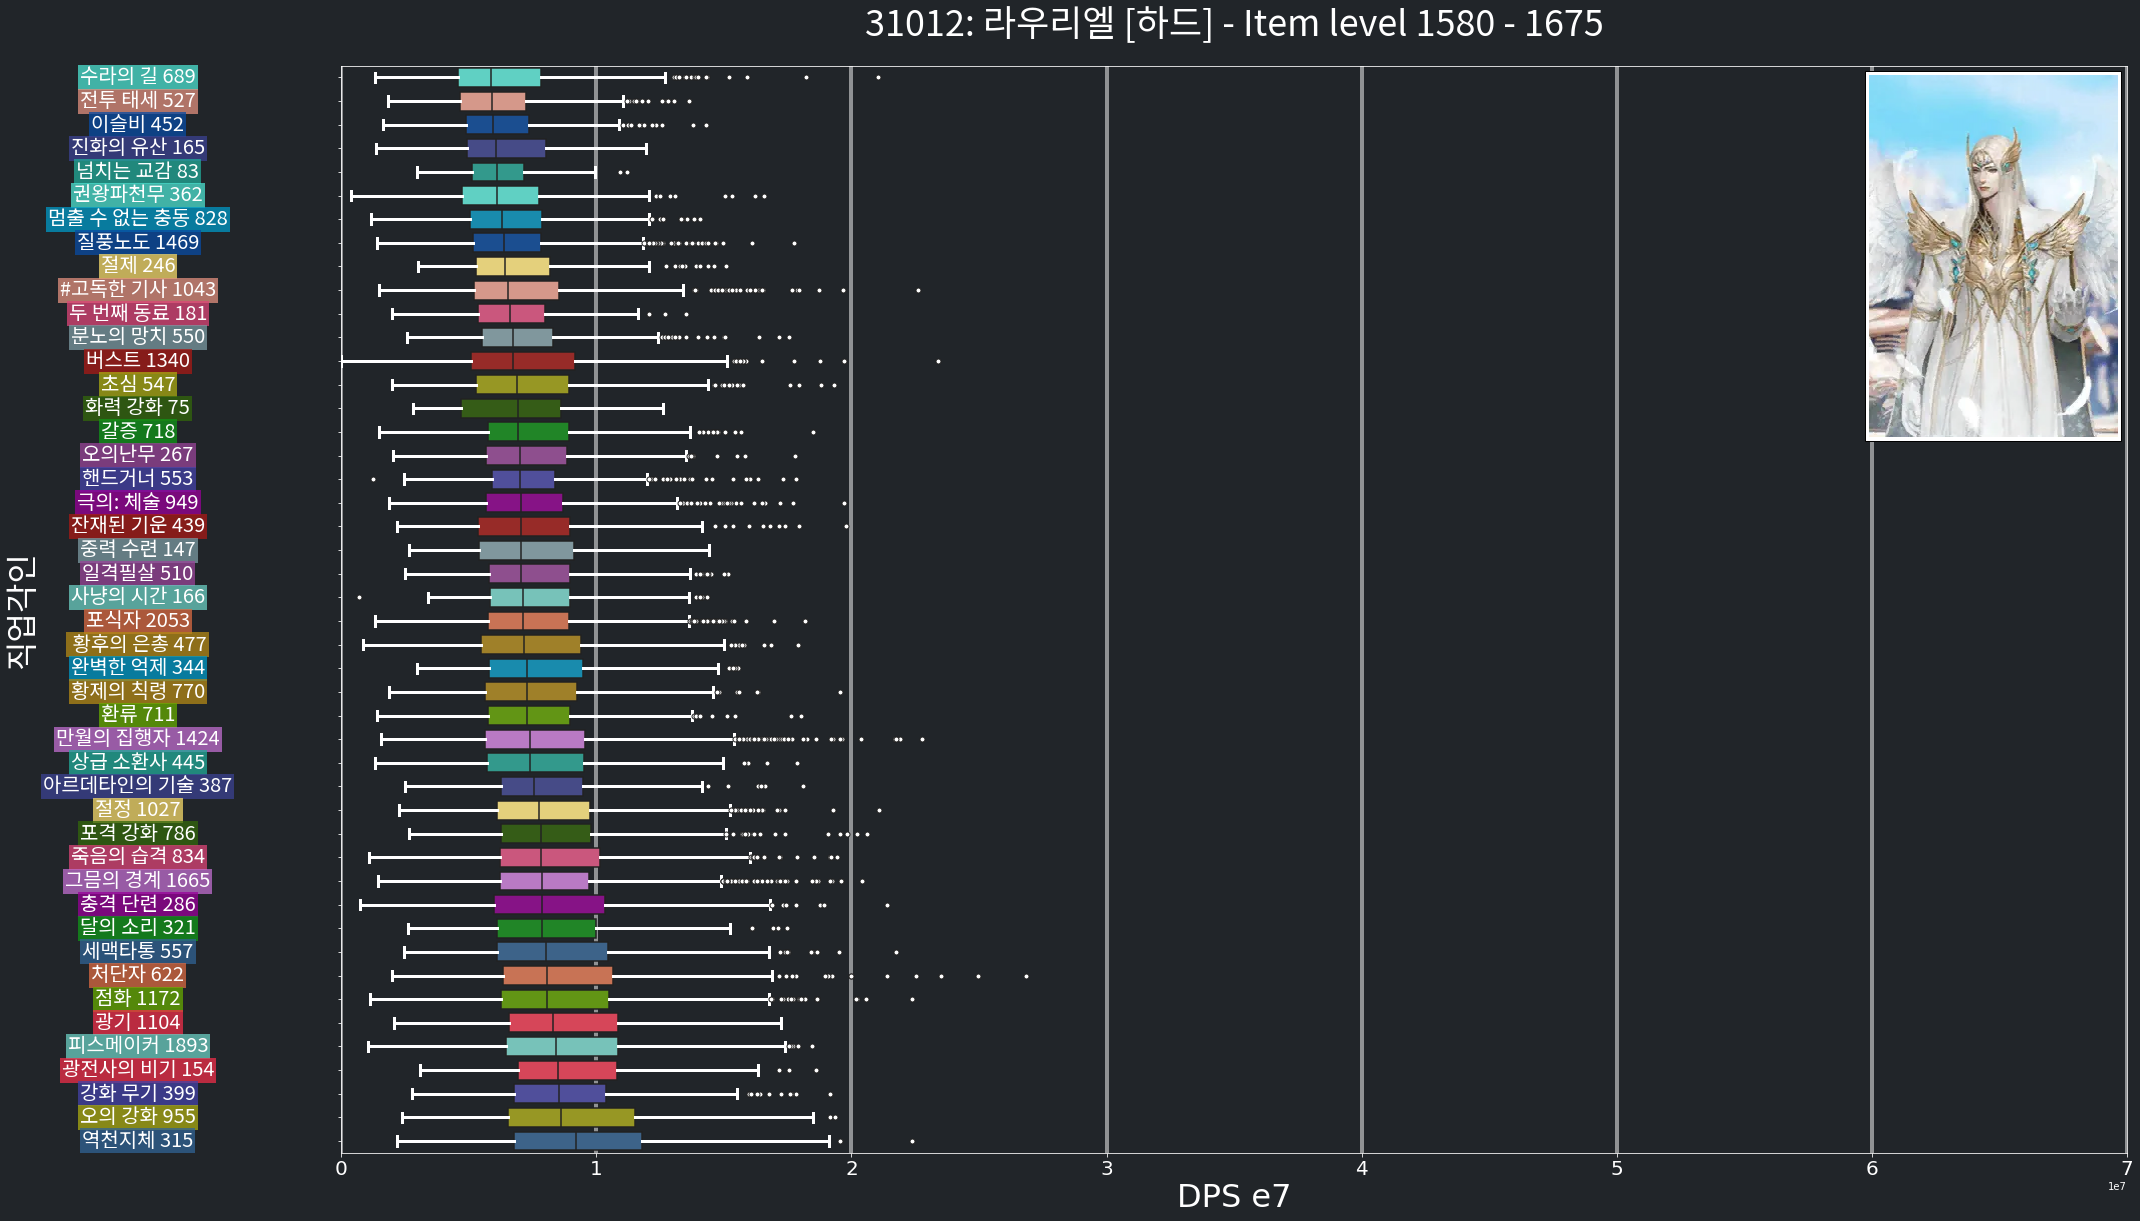 31012: 라우리엘 [하드] - Item level 1580 - 1675
수라의 길 689
전투 태세 527
이슬비 452
진화의 유산 165
넘치는 교감 83
권왕파천무 362
멈출 수 없는 충동 828
질풍노도 1469
절제 246
#고독한 기사 1043
두 번째 동료 181
분노의 망치 550
버스트 1340
초심 547
화력 강화 75
갈증 718
오의난무 267
핸드거너 553
극의: 체술 949
잔재된 기운 439
중력 수련 147
일격필살 510
사냥의 시간 166
포식자 2053
황후의 은총 477
완벽한 억제 344
황제의 칙령 770
환류 711
만월의 집행자 1424
상급 소환사 445
아르데타인의 기술 387
절정 1027
포격 강화 786
죽음의 습격 834
그믐의 경계 1665
충격 단련 286
달의 소리 321
세맥타통 557
처단자 622
점화 1172
광기 1104
피스메이커 1893
광전사의 비기 154
강화 무기 399
오의 강화 955
역천지체 315
직업각인
0 1 2 3 4 5 6 7
1e7
DPS e7